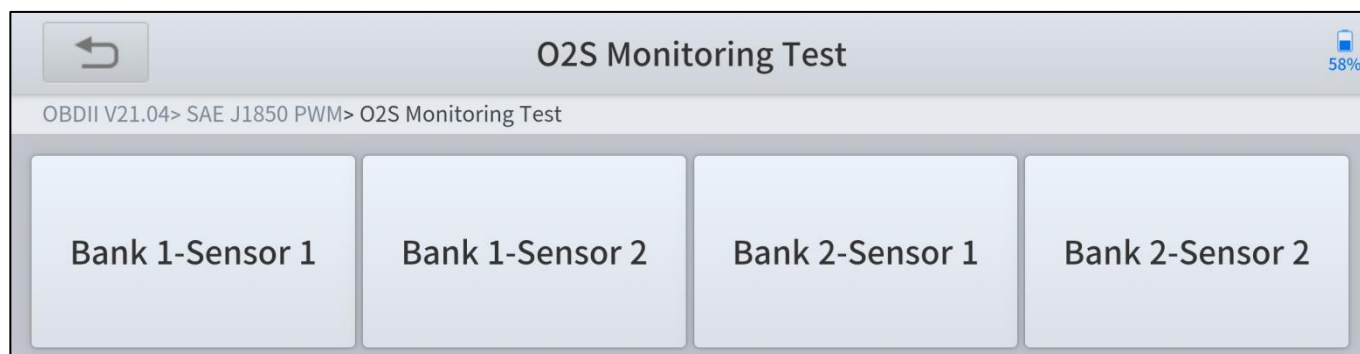 O2S Monitoring Test
58%
OBDII V21.04> SAE J1850 PWM> O2S Monitoring Test
Bank 1-Sensor 1
Bank 1-Sensor 2
Bank 2-Sensor 1
Bank 2-Sensor 2